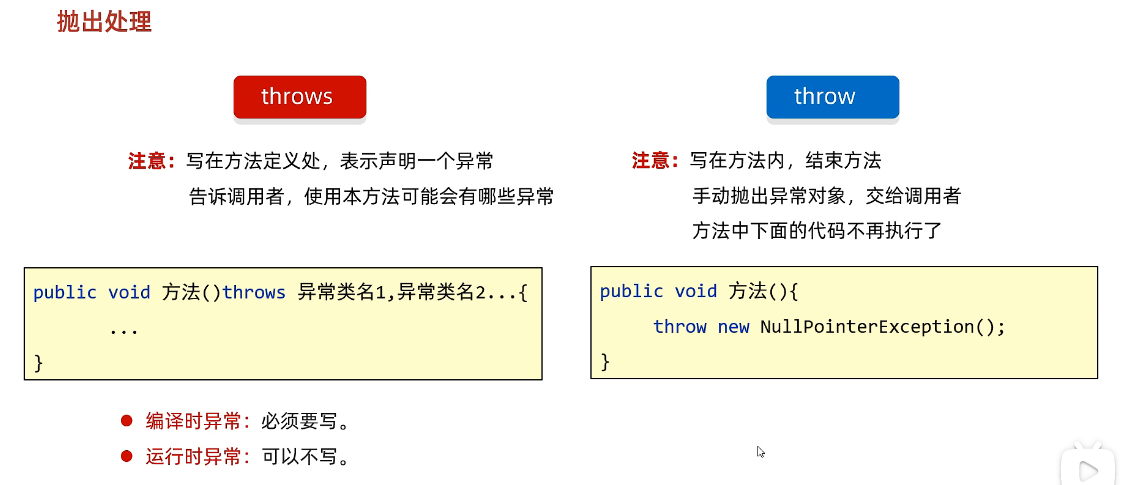 抛出处理
throws
注意：写在方法定义处，表示声明一个异常
告诉调用者，使用本方法可能会有哪些异常
public void 方法()throws 异常类名1,异常类名2...{
...
}
编译时异常：必须要写。
运行时异常：可以不写。
throw
注意：写在方法内，结束方法
手动抛出异常对象，交给调用者
方法中下面的代码不再执行了
public void 方法(){
throw new NullPointerException();
}